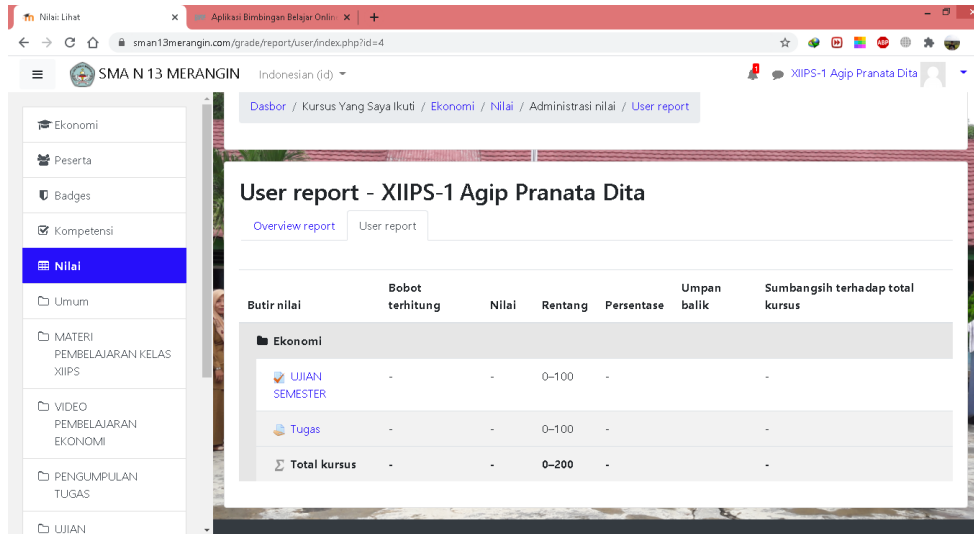 Nilai: Lihat
Aplikasi Bimbingan Belajar Onlin
sman13merangin.com/grade/report/user/index.php?id=4
SMA N 13 MERANGIN
Indonesian (id)
1
XIIPS-1 Agip Pranata Dita
Dasbor / Kursus Yang Saya Ikuti / Ekonomi / Nilai / Administrasi nilai / User report
Ekonomi
Peserta
Badges
Kompetensi
Nilai
Umum
MATERI
PEMBELAJARAN KELAS
XIIPS
VIDEO
PEMBELAJARAN
EKONOMI
PENGUMPULAN
TUGAS
UJIAN
User report - XIIPS-1 Agip Pranata Dita
Overview report User report
Butir nilai Bobot terhitung Nilai Rentang Persentase Umpan balik Sumbangsih terhadap total kursus
Ekonomi
UJIAN SEMESTER - - 0–100 - -
Tugas - - 0–100 - -
Σ Total kursus - - 0–200 - -